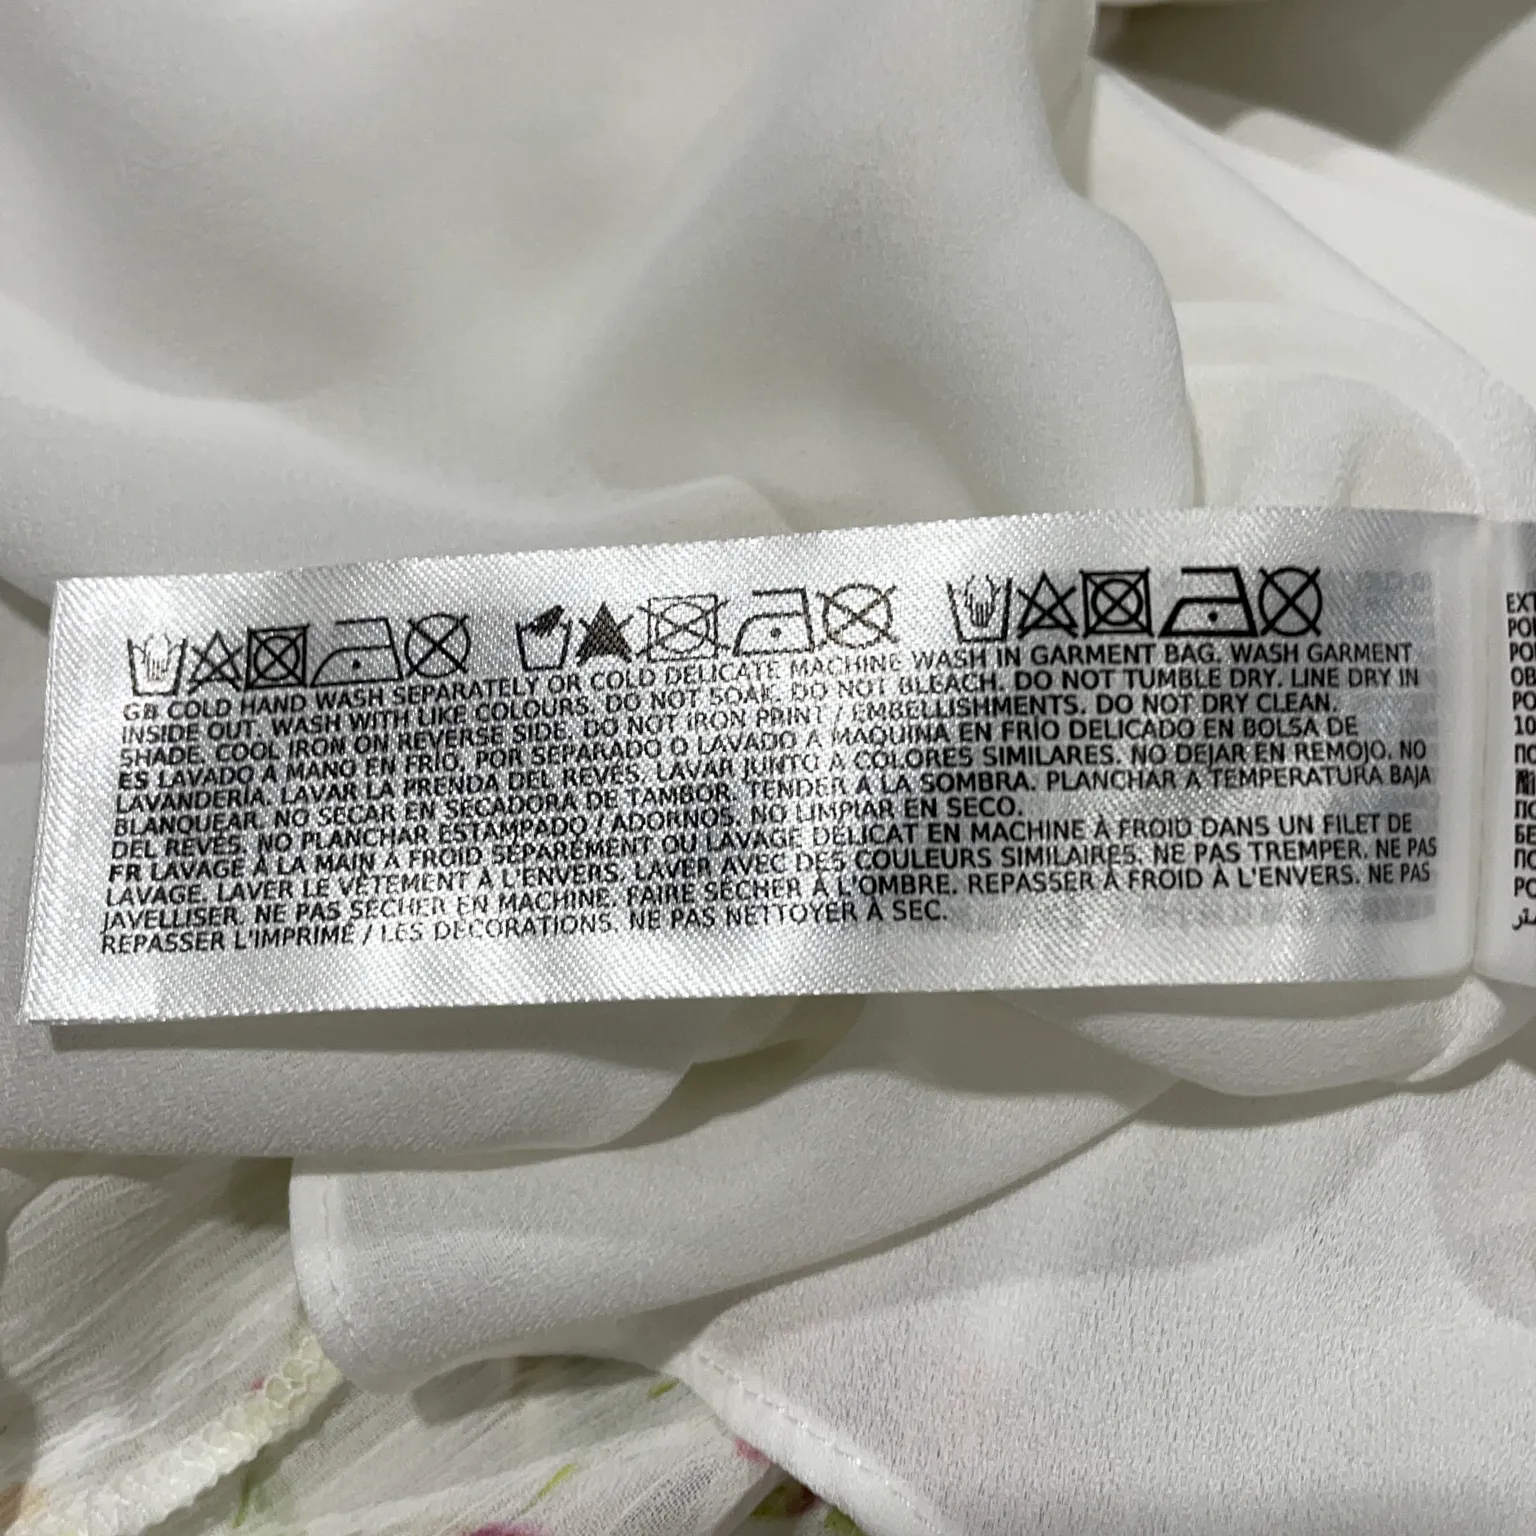 GB COLD HAND WASH SEPARATELY OR COLD DELICATE MACHINE WASH IN GARMENT BAG. WASH GARMENT
INSIDE OUT. WASH WITH LIKE COLOURS. DO NOT SOAK. DO NOT BLEACH. DO NOT TUMBLE DRY. LINE DRY IN
SHADE. COOL IRON ON REVERSE SIDE. DO NOT IRON PRINT / EMBELLISHMENTS. DO NOT DRY CLEAN.
ES LAVADO A MANO EN FRÍO, POR SEPARADO O LAVADO A MÁQUINA EN FRÍO DELICADO EN BOLSA DE
LAVANDERÍA. LAVAR LA PRENDA DEL REVÉS. LAVAR JUNTO A COLORES SIMILARES. NO DEJAR EN REMOJO. NO
BLANQUEAR. NO SECAR EN SECADORA DE TAMBOR. TENDER A LA SOMBRA. PLANCHAR A TEMPERATURA BAJA
DEL REVÉS. NO PLANCHAR ESTAMPADO / ADORNOS. NO LIMPIAR EN SECO.
FR LAVAGE À LA MAIN À FROID SÉPARÉMENT OU LAVAGE DÉLICAT EN MACHINE À FROID DANS UN FILET DE
LAVAGE. LAVER LE VÊTEMENT À L'ENVERS. LAVER AVEC DES COULEURS SIMILAIRES. NE PAS TREMPER. NE PAS
JAVELLISER. NE PAS SÉCHER EN MACHINE. FAIRE SÉCHER À L'OMBRE. REPASSER À FROID À L'ENVERS. NE PAS
REPASSER L'IMPRIMÉ / LES DÉCORATIONS. NE PAS NETTOYER À SEC.